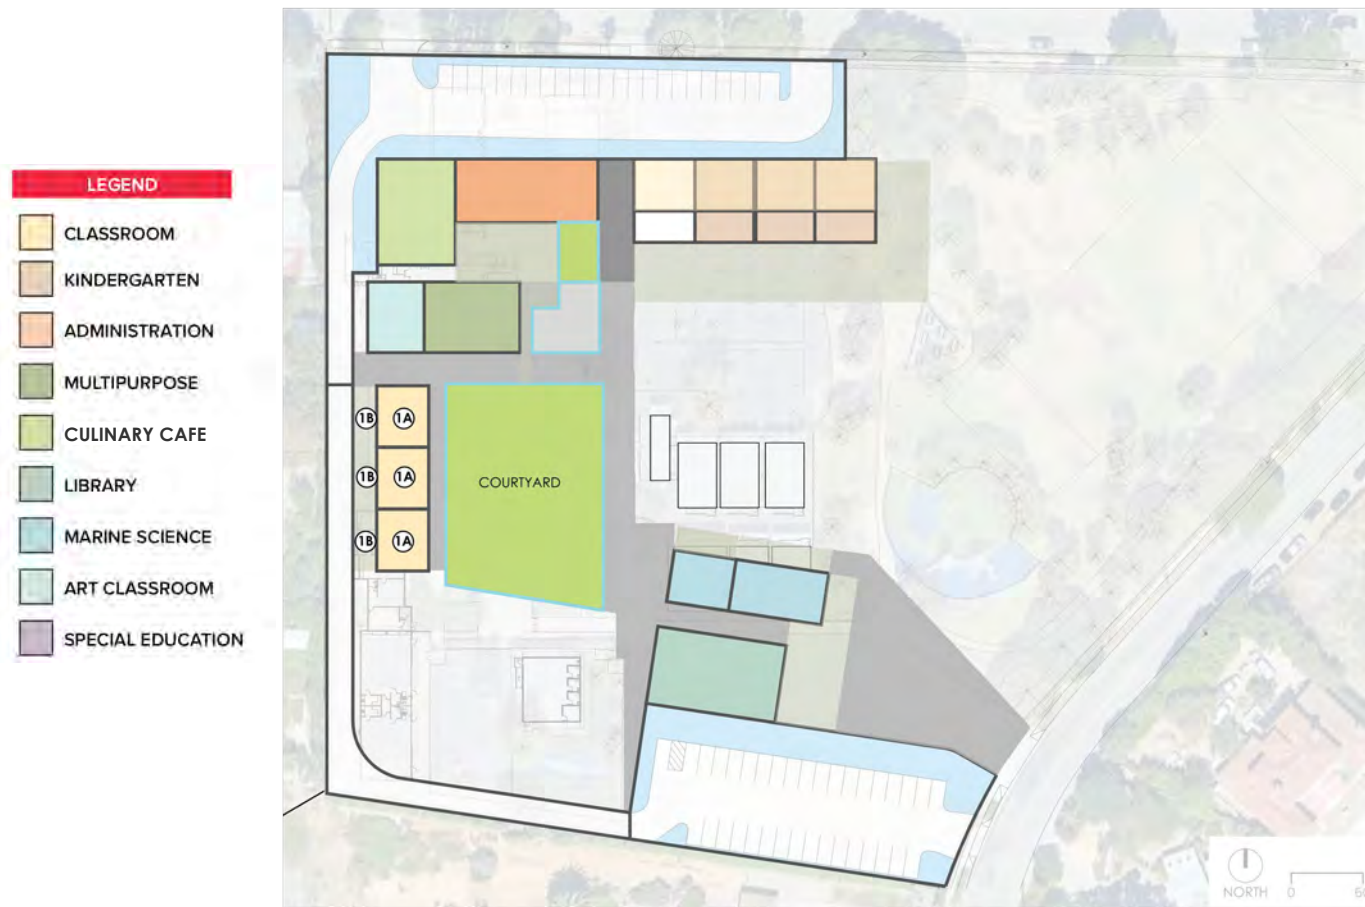 LEGEND
CLASSROOM
KINDERGARTEN
ADMINISTRATION
MULTIPURPOSE
CULINARY CAFE
LIBRARY
MARINE SCIENCE
ART CLASSROOM
SPECIAL EDUCATION
1B 1A
1B 1A
1B 1A
COURTYARD
NORTH
0